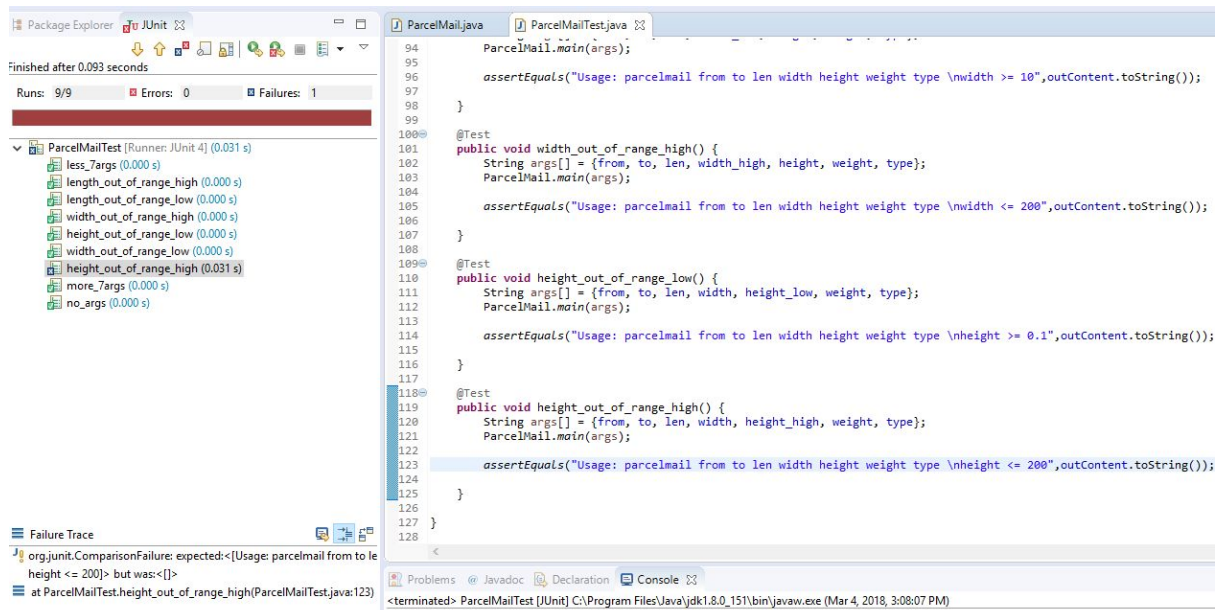 Package Explorer JUnit
Finished after 0.093 seconds
Runs: 9/9 Errors: 0 Failures: 1
ParcelMailTest [Runner: JUnit 4] (0.031 s)
less_7args (0.000 s)
length_out_of_range_high (0.000 s)
length_out_of_range_low (0.000 s)
width_out_of_range_high (0.000 s)
height_out_of_range_low (0.000 s)
width_out_of_range_low (0.000 s)
height_out_of_range_high (0.031 s)
more_7args (0.000 s)
no_args (0.000 s)
Failure Trace
org.junit.ComparisonFailure: expected:<[Usage: parcelmail from to le
height <= 200]> but was:<[]>
at ParcelMailTest.height_out_of_range_high(ParcelMailTest.java:123)
ParcelMail.java ParcelMailTest.java
94 ParcelMail.main(args);
95
96 assertEquals("Usage: parcelmail from to len width height weight type \nwidth >= 10",outContent.toString());
97
98 }
99
100 @Test
101 public void width_out_of_range_high() {
102 String args[] = {from, to, len, width_high, height, weight, type};
103 ParcelMail.main(args);
104
105 assertEquals("Usage: parcelmail from to len width height weight type \nwidth <= 200",outContent.toString());
106
107 }
108
109 @Test
110 public void height_out_of_range_low() {
111 String args[] = {from, to, len, width, height_low, weight, type};
112 ParcelMail.main(args);
113
114 assertEquals("Usage: parcelmail from to len width height weight type \nheight >= 0.1",outContent.toString());
115
116 }
117
118 @Test
119 public void height_out_of_range_high() {
120 String args[] = {from, to, len, width, height_high, weight, type};
121 ParcelMail.main(args);
122
123 assertEquals("Usage: parcelmail from to len width height weight type \nheight <= 200",outContent.toString());
124
125 }
126
127 }
128
Problems Javadoc Declaration Console
<terminated> ParcelMailTest [JUnit] C:\Program Files\Java\jdk1.8.0_151\bin\javaw.exe (Mar 4, 2018, 3:08:07 PM)